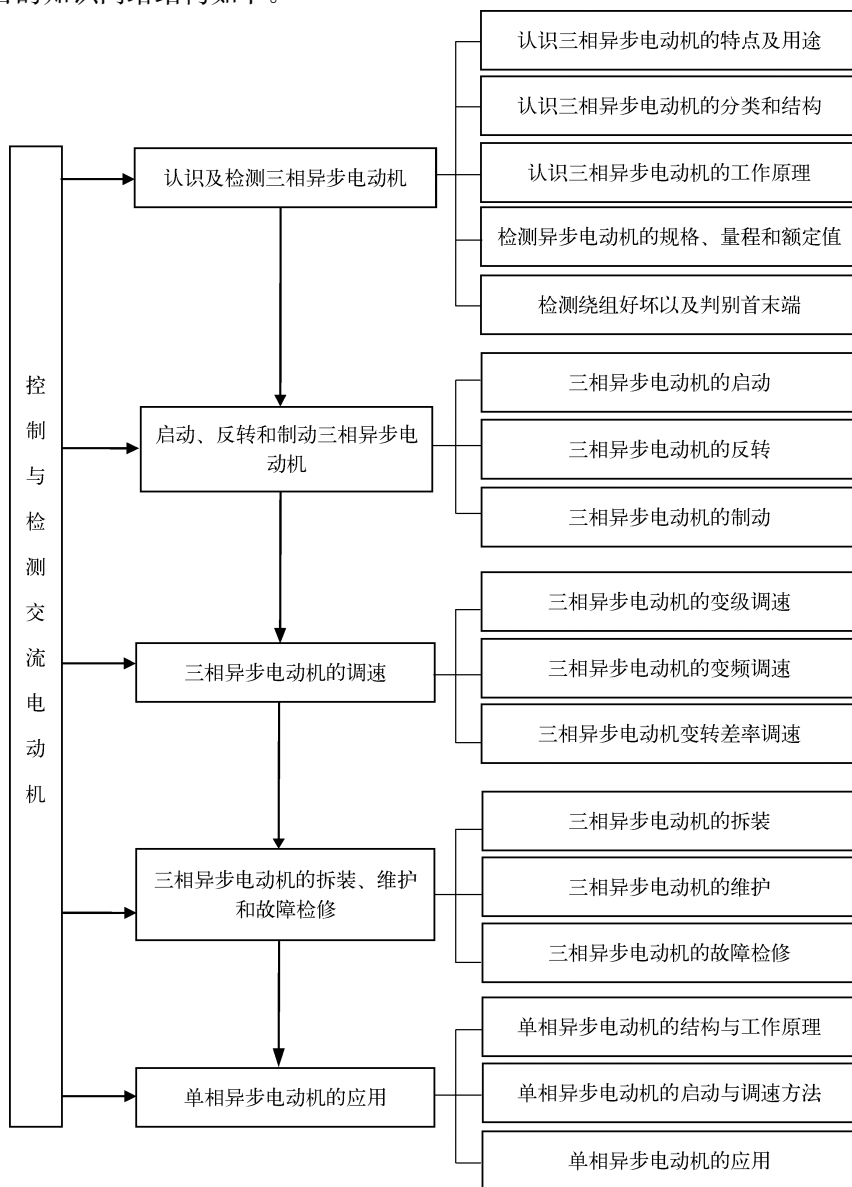 的知识网络结构如下。
认识三相异步电动机的特点及用途
认识三相异步电动机的分类和结构
认识及检测三相异步电动机
认识三相异步电动机的工作原理
检测异步电动机的规格、量程和额定值
检测绕组好坏以及判别首末端
控
制
与
检
测
交
流
电
动
机
三相异步电动机的启动
启动、反转和制动三相异步电
动机
三相异步电动机的反转
三相异步电动机的制动
三相异步电动机的变级调速
三相异步电动机的调速
三相异步电动机的变频调速
三相异步电动机变转差率调速
三相异步电动机的拆装
三相异步电动机的拆装、维护
和故障检修
三相异步电动机的维护
三相异步电动机的故障检修
单相异步电动机的结构与工作原理
单相异步电动机的应用
单相异步电动机的启动与调速方法
单相异步电动机的应用